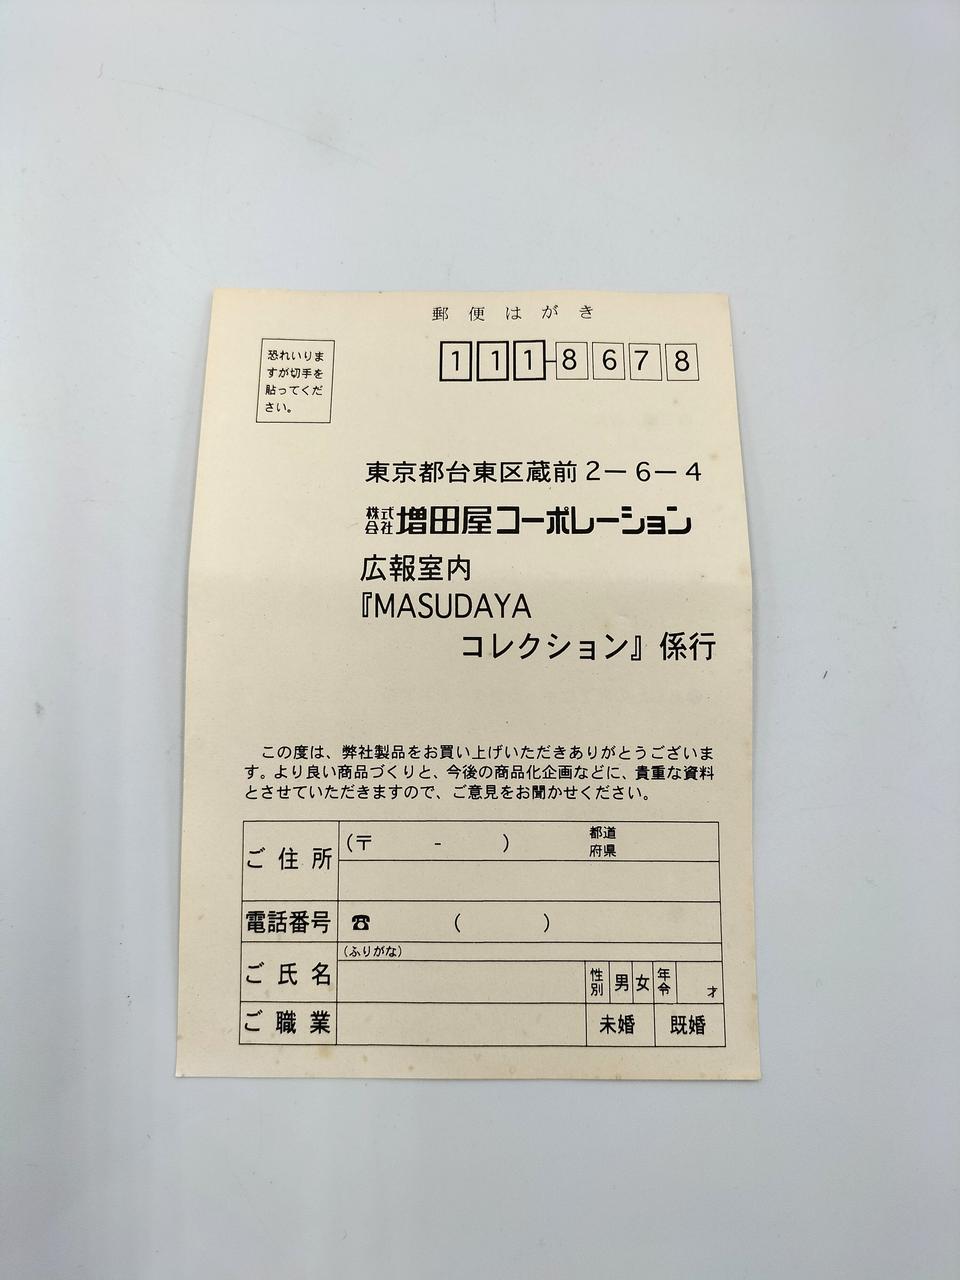 郵便はがき
恐れいりま
すが切手を
貼ってくだ
さい。
111-8678
東京都台東区蔵前2-6-4
株式会社増田屋コーポレーション
広報室内
『MASUDAYA
コレクション』係行
この度は、弊社製品をお買い上げいただきありがとうございま
す。より良い商品づくりと、今後の商品化企画などに、貴重な資料
とさせていただきますので、ご意見をお聞かせください。
ご住所 (〒 - ) 都道府県
電話番号 ☎ ( )
(ふりがな)
ご氏名 性別 男 女 年令 才
ご職業 未婚 既婚